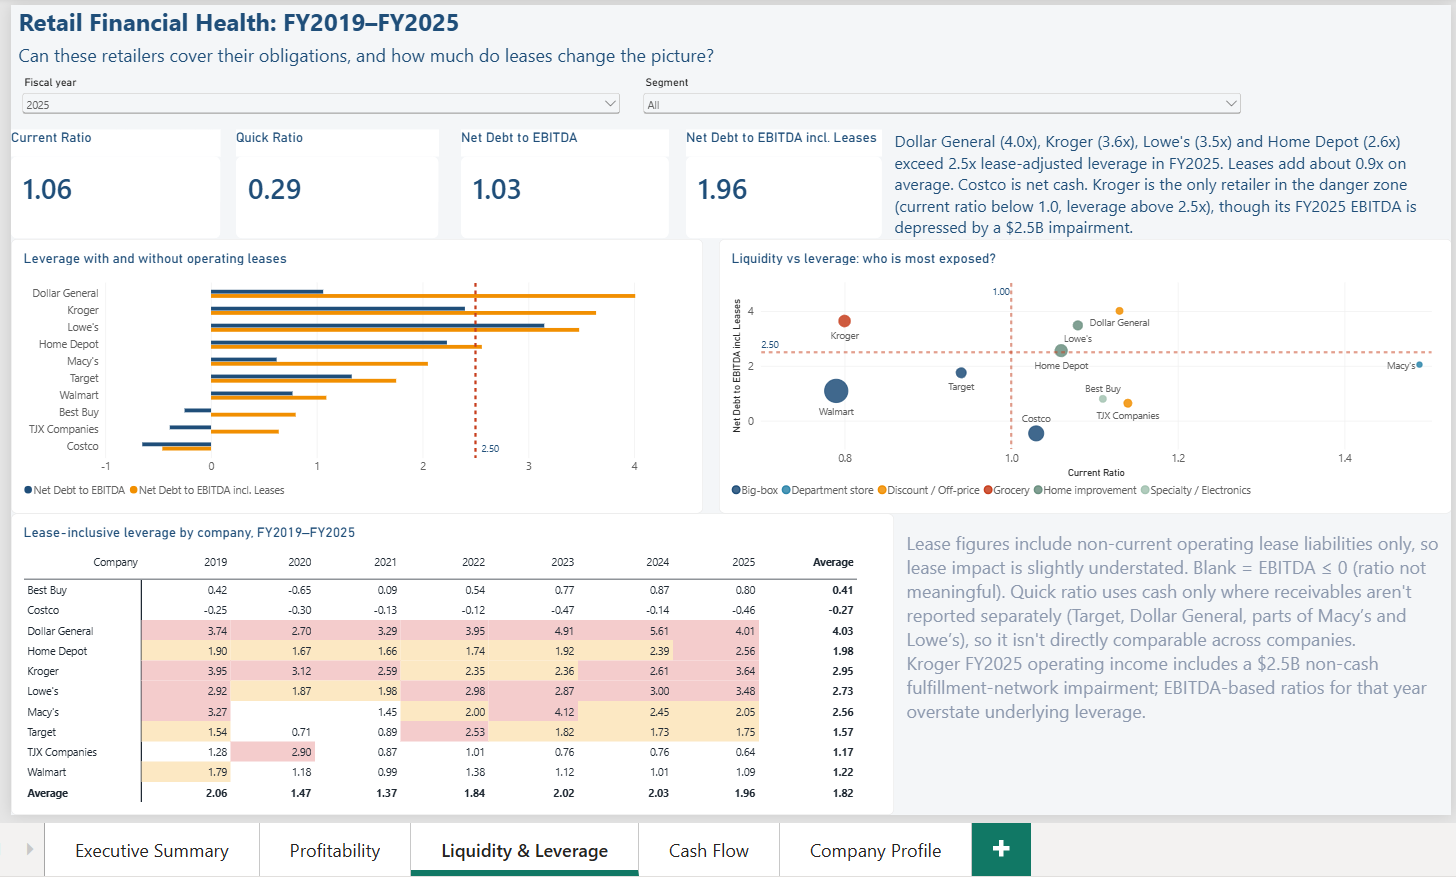 Retail Financial Health: FY2019–FY2025
Can these retailers cover their obligations, and how much do leases change the picture?
Fiscal year
2025
Segment
All
Current Ratio
1.06
Quick Ratio
0.29
Net Debt to EBITDA
1.03
Net Debt to EBITDA incl. Leases
1.96
Dollar General (4.0x), Kroger (3.6x), Lowe's (3.5x) and Home Depot (2.6x)
exceed 2.5x lease-adjusted leverage in FY2025. Leases add about 0.9x on
average. Costco is net cash. Kroger is the only retailer in the danger zone
(current ratio below 1.0, leverage above 2.5x), though its FY2025 EBITDA is
depressed by a $2.5B impairment.
Leverage with and without operating leases
Dollar General
Kroger
Lowe's
Home Depot
Macy's
Target
Walmart
Best Buy
TJX Companies
Costco
2.50
-1 0 1 2 3 4
Net Debt to EBITDA Net Debt to EBITDA incl. Leases
Liquidity vs leverage: who is most exposed?
Net Debt to EBITDA incl. Leases
4
2
0
1.00
2.50
Kroger
Dollar General
Lowe's
Home Depot
Macy's
Target
Best Buy
Walmart
TJX Companies
Costco
0.8 1.0 1.2 1.4
Current Ratio
Big-box Department store Discount / Off-price Grocery Home improvement Specialty / Electronics
Lease-inclusive leverage by company, FY2019–FY2025
Company 2019 2020 2021 2022 2023 2024 2025 Average
Best Buy 0.42 -0.65 0.09 0.54 0.77 0.87 0.80 0.41
Costco -0.25 -0.30 -0.13 -0.12 -0.47 -0.14 -0.46 -0.27
Dollar General 3.74 2.70 3.29 3.95 4.91 5.61 4.01 4.03
Home Depot 1.90 1.67 1.66 1.74 1.92 2.39 2.56 1.98
Kroger 3.95 3.12 2.59 2.35 2.36 2.61 3.64 2.95
Lowe's 2.92 1.87 1.98 2.98 2.87 3.00 3.48 2.73
Macy's 3.27 1.45 2.00 4.12 2.45 2.05 2.56
Target 1.54 0.71 0.89 2.53 1.82 1.73 1.75 1.57
TJX Companies 1.28 2.90 0.87 1.01 0.76 0.76 0.64 1.17
Walmart 1.79 1.18 0.99 1.38 1.12 1.01 1.09 1.22
Average 2.06 1.47 1.37 1.84 2.02 2.03 1.96 1.82
Lease figures include non-current operating lease liabilities only, so
lease impact is slightly understated. Blank = EBITDA ≤ 0 (ratio not
meaningful). Quick ratio uses cash only where receivables aren't
reported separately (Target, Dollar General, parts of Macy's and
Lowe's), so it isn't directly comparable across companies.
Kroger FY2025 operating income includes a $2.5B non-cash
fulfillment-network impairment; EBITDA-based ratios for that year
overstate underlying leverage.
Executive Summary
Profitability
Liquidity & Leverage
Cash Flow
Company Profile
+